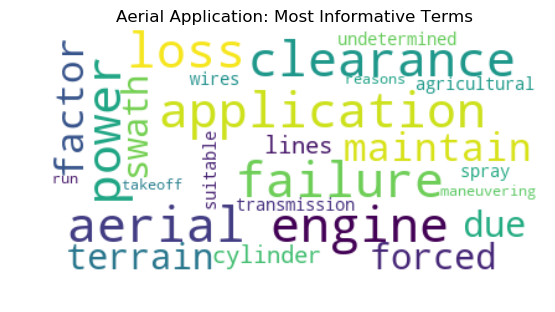 Aerial Application: Most Informative Terms
undetermined
loss
clearance
wires
reasons
agricultural
factor
power
swath
application
lines
maintain
suitable
failure
spray
run
takeoff
maneuvering
transmission
aerial
engine
due
terrain
cylinder
forced